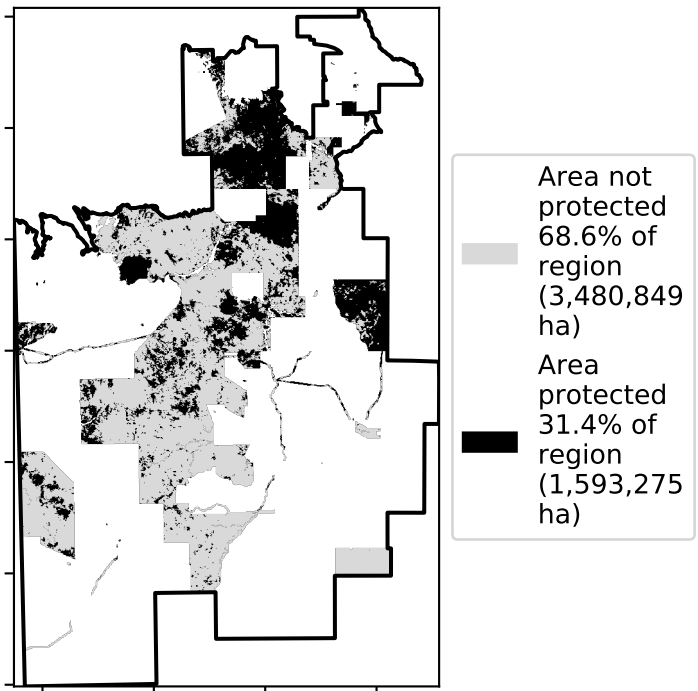 Area not
protected
68.6% of
region
(3,480,849
ha)
Area
protected
31.4% of
region
(1,593,275
ha)